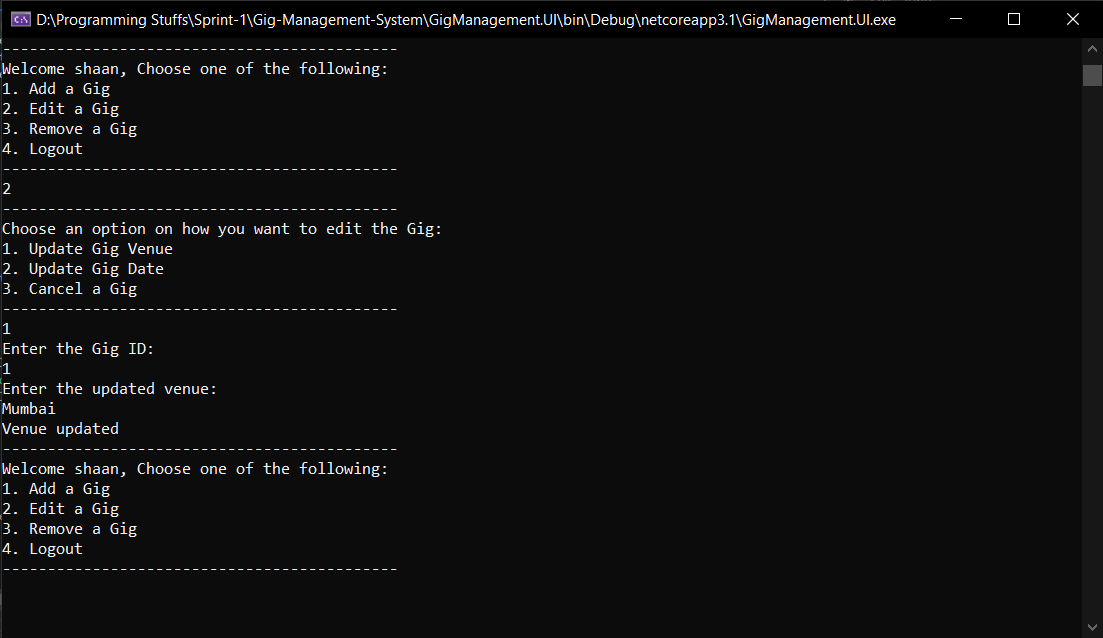 D:\Programming Stuffs\Sprint-1\Gig-Management-System\GigManagement.UI\bin\Debug\netcoreapp3.1\GigManagement.UI.exe
--------------------------------------------
Welcome shaan, Choose one of the following:
1. Add a Gig
2. Edit a Gig
3. Remove a Gig
4. Logout
--------------------------------------------
2
--------------------------------------------
Choose an option on how you want to edit the Gig:
1. Update Gig Venue
2. Update Gig Date
3. Cancel a Gig
--------------------------------------------
1
Enter the Gig ID:
1
Enter the updated venue:
Mumbai
Venue updated
--------------------------------------------
Welcome shaan, Choose one of the following:
1. Add a Gig
2. Edit a Gig
3. Remove a Gig
4. Logout
--------------------------------------------